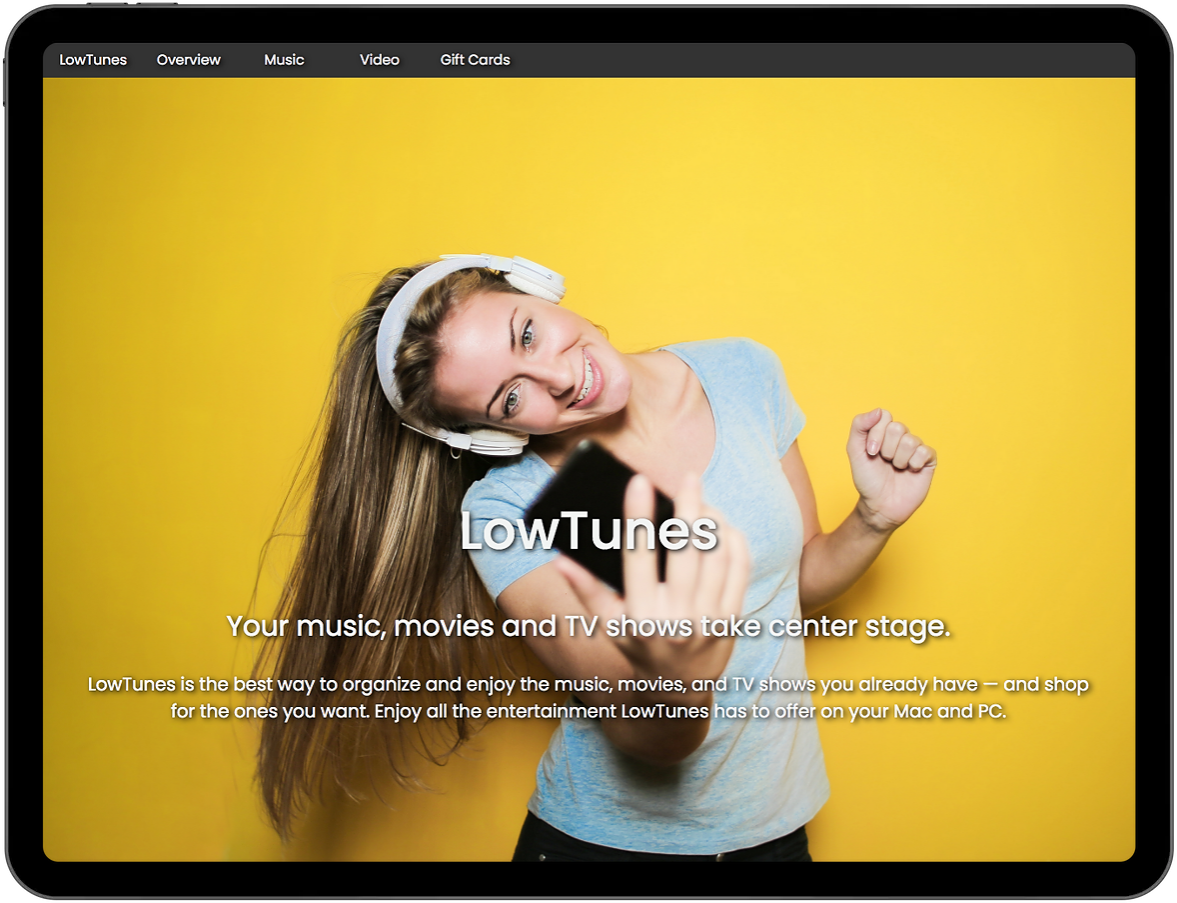 LowTunes Overview Music Video Gift Cards
LowTunes
Your music, movies and TV shows take center stage.
LowTunes is the best way to organize and enjoy the music, movies, and TV shows you already have — and shop
for the ones you want. Enjoy all the entertainment LowTunes has to offer on your Mac and PC.